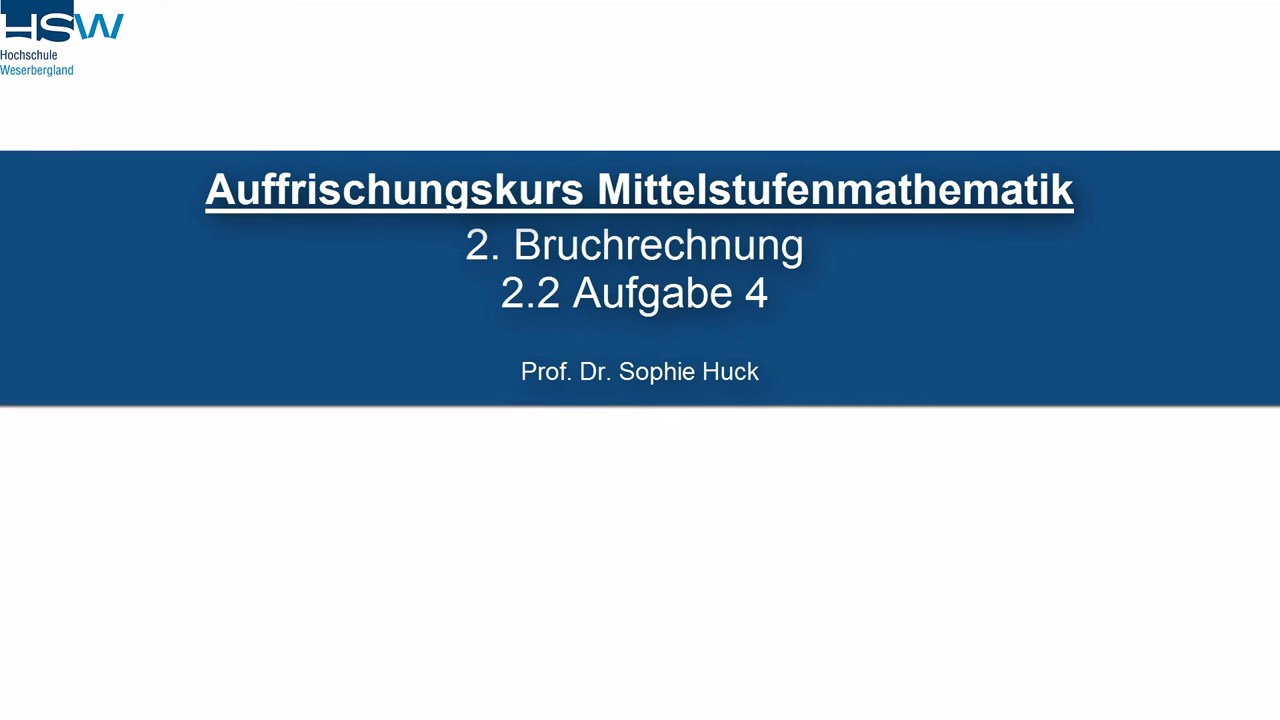 HSW
Hochschule
Weserbergland
Auffrischungskurs Mittelstufenmathematik
2. Bruchrechnung
2.2 Aufgabe 4
Prof. Dr. Sophie Huck